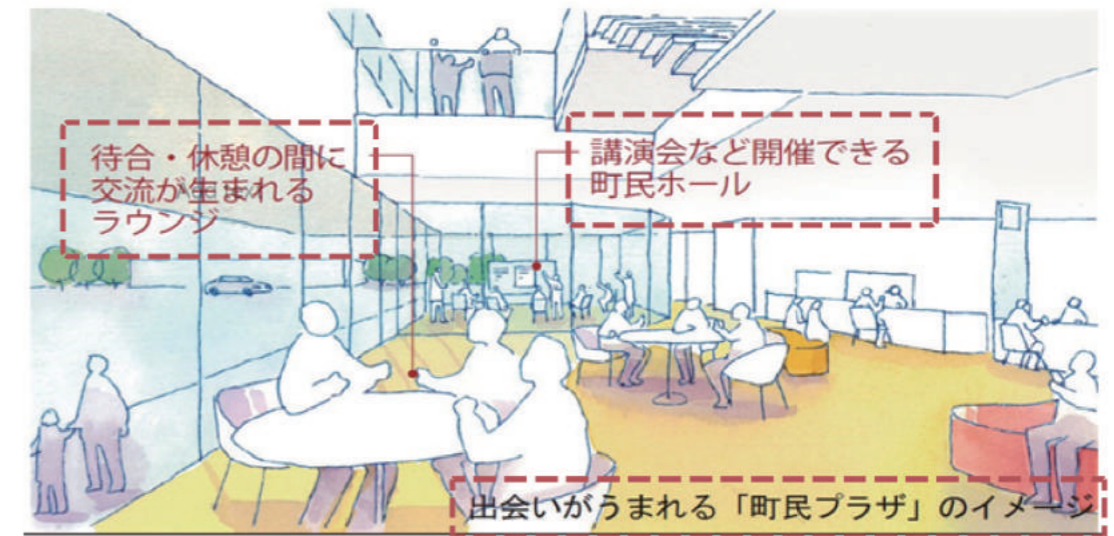 待合・休憩の間に
交流が生まれる
ラウンジ
講演会など開催できる
町民ホール
出会いがうまれる「町民プラザ」のイメージ